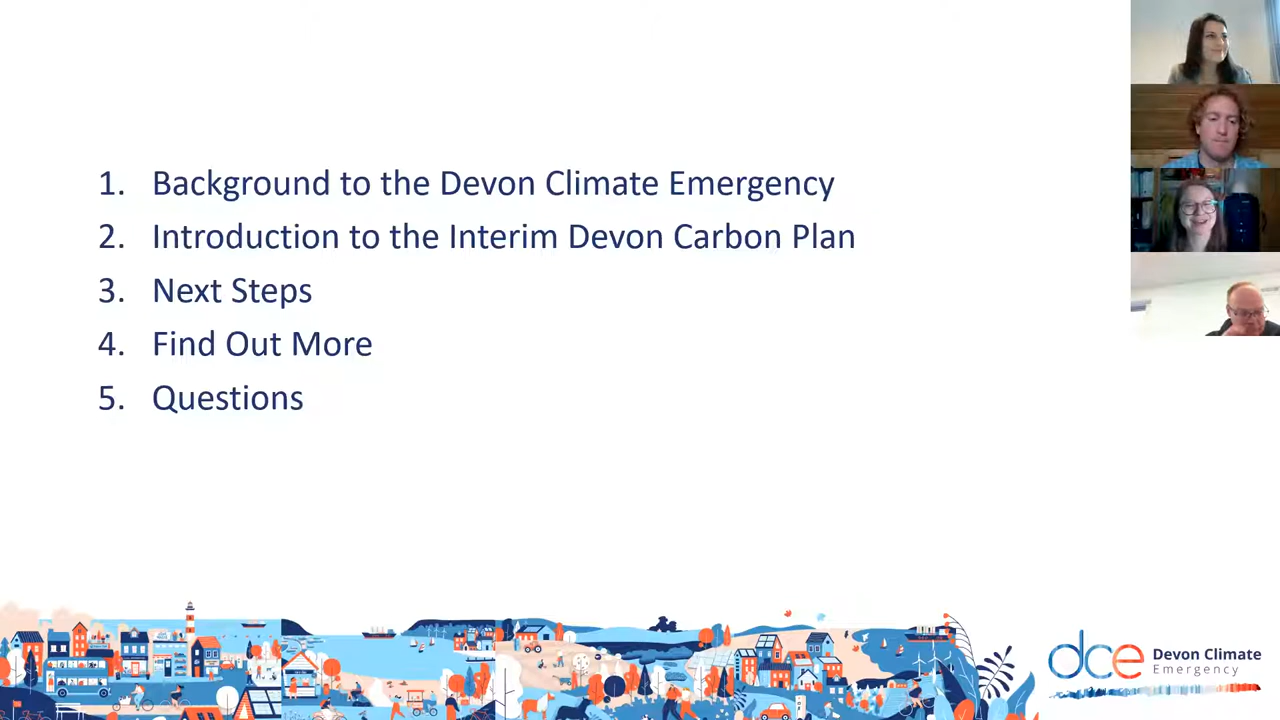 1. Background to the Devon Climate Emergency
2. Introduction to the Interim Devon Carbon Plan
3. Next Steps
4. Find Out More
5. Questions
dce Devon Climate
Emergency